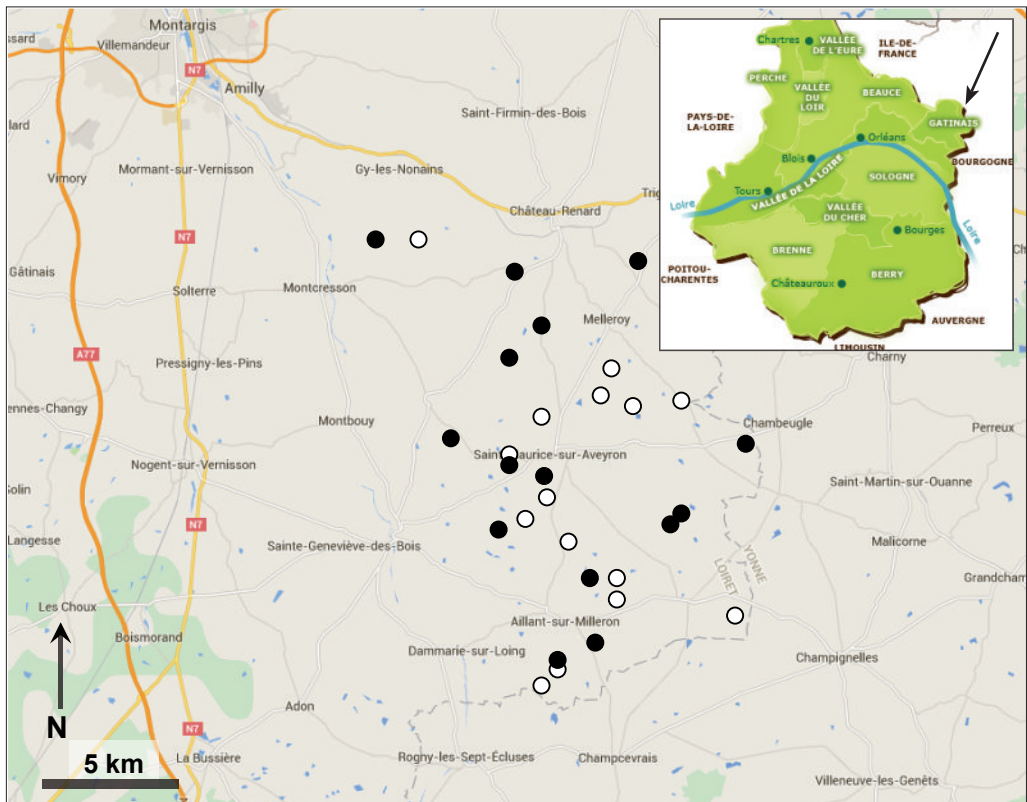 Montargis
ssard
Villemandeur
N7
Amilly
Saint-Firmin-des-Bois
llard
Mormant-sur-Vernisson
Gy-les-Nonains
Vimory
Trig
Château-Renard
N7
Gâtinais
Solterre
Montcresson
Melleroy
A77
Pressigny-les-Pins
Charny
ennes-Changy
Montbouy
Chambeugle
Perreux
Nogent-sur-Vernisson
Saint-Maurice-sur-Aveyron
Solin
Saint-Martin-sur-Ouanne
N7
Langesse
Sainte-Geneviève-des-Bois
Malicorne
YONNE
LOIRET
Grandcham
Les Choux
Aillant-sur-Milleron
Boismorand
Dammarie-sur-Loing
Champignelles
N
Adon
N7
5 km
La Bussière
Rogny-les-Sept-Écluses
Champcevrais
Villeneuve-les-Genêts
Chartres
VALLÉE
DE L'EURE
ILE-DE-
FRANCE
PERCHE
VALLÉE
DU
LOIR
BEAUCE
PAYS-DE-
LA-LOIRE
GATINAIS
Orléans
Blois
BOURGOGNE
VALLÉE DE LA LOIRE
SOLOGNE
Tours
Loire
VALLÉE
DU CHER
Bourges
Loire
BRENNE
POITOU-
CHARENTES
BERRY
Châteauroux
AUVERGNE
LIMOUSIN